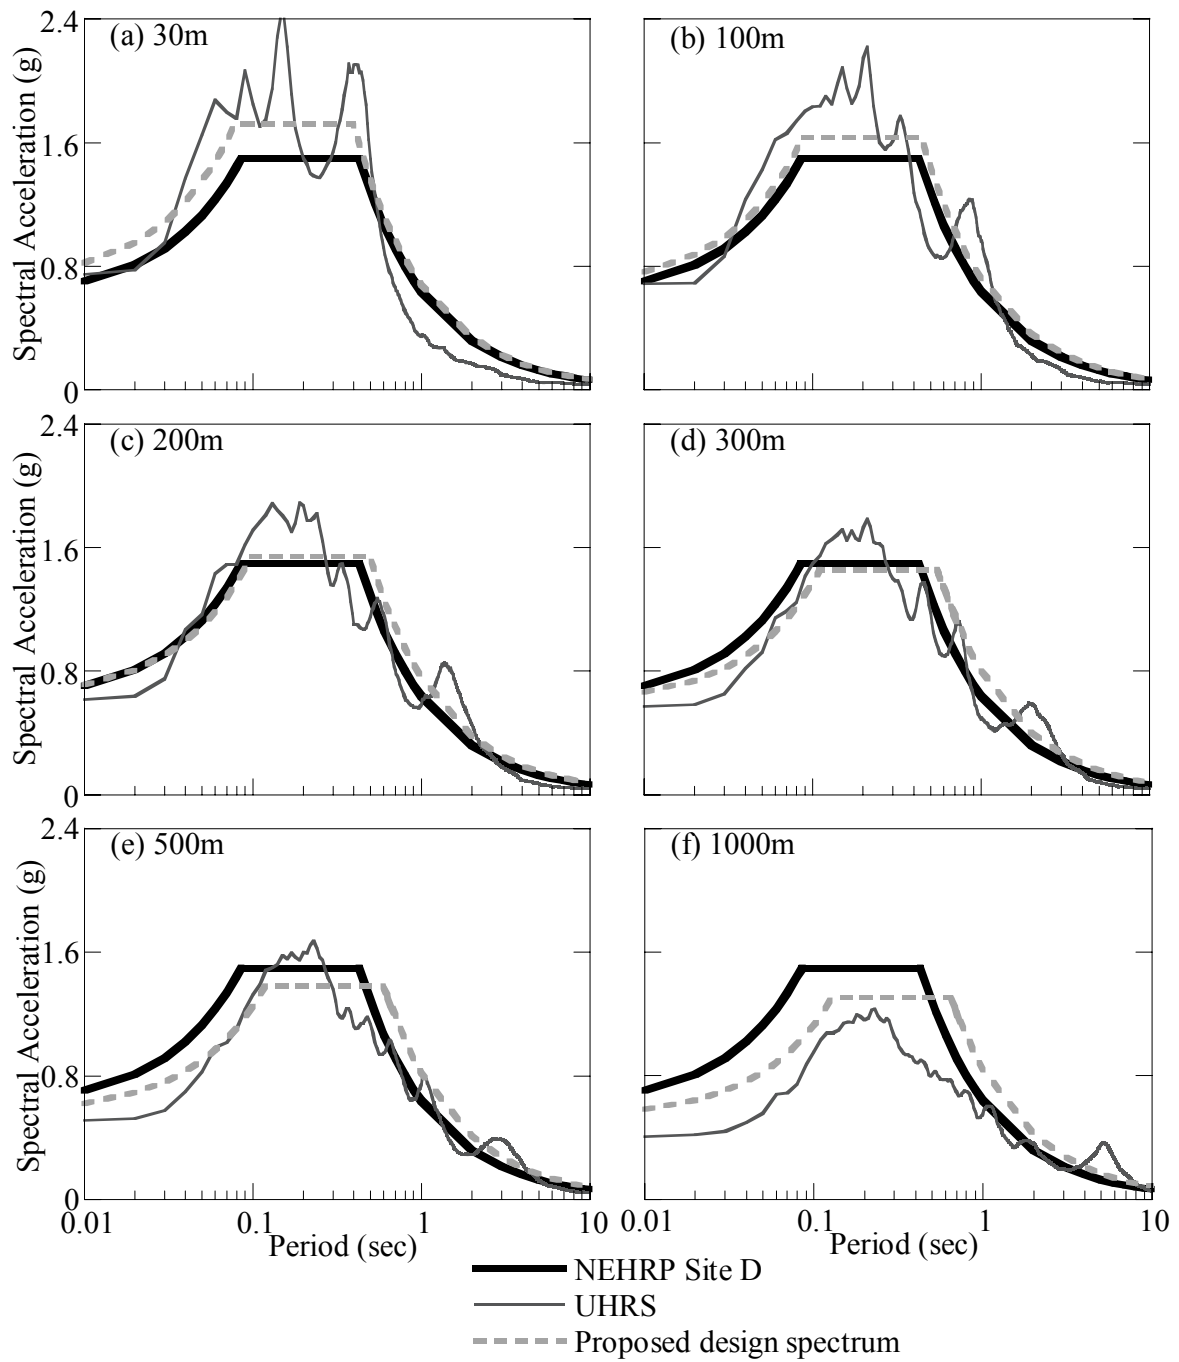 2.4
(a) 30m
(b) 100m
1.6
0.8
0
Spectral Acceleration (g)
2.4
(c) 200m
(d) 300m
1.6
0.8
0
Spectral Acceleration (g)
2.4
(e) 500m
(f) 1000m
1.6
0.8
0
Spectral Acceleration (g)
0.01 0.1 1 10
0.01 0.1 1 10
Period (sec)
Period (sec)
NEHRP Site D
UHRS
Proposed design spectrum